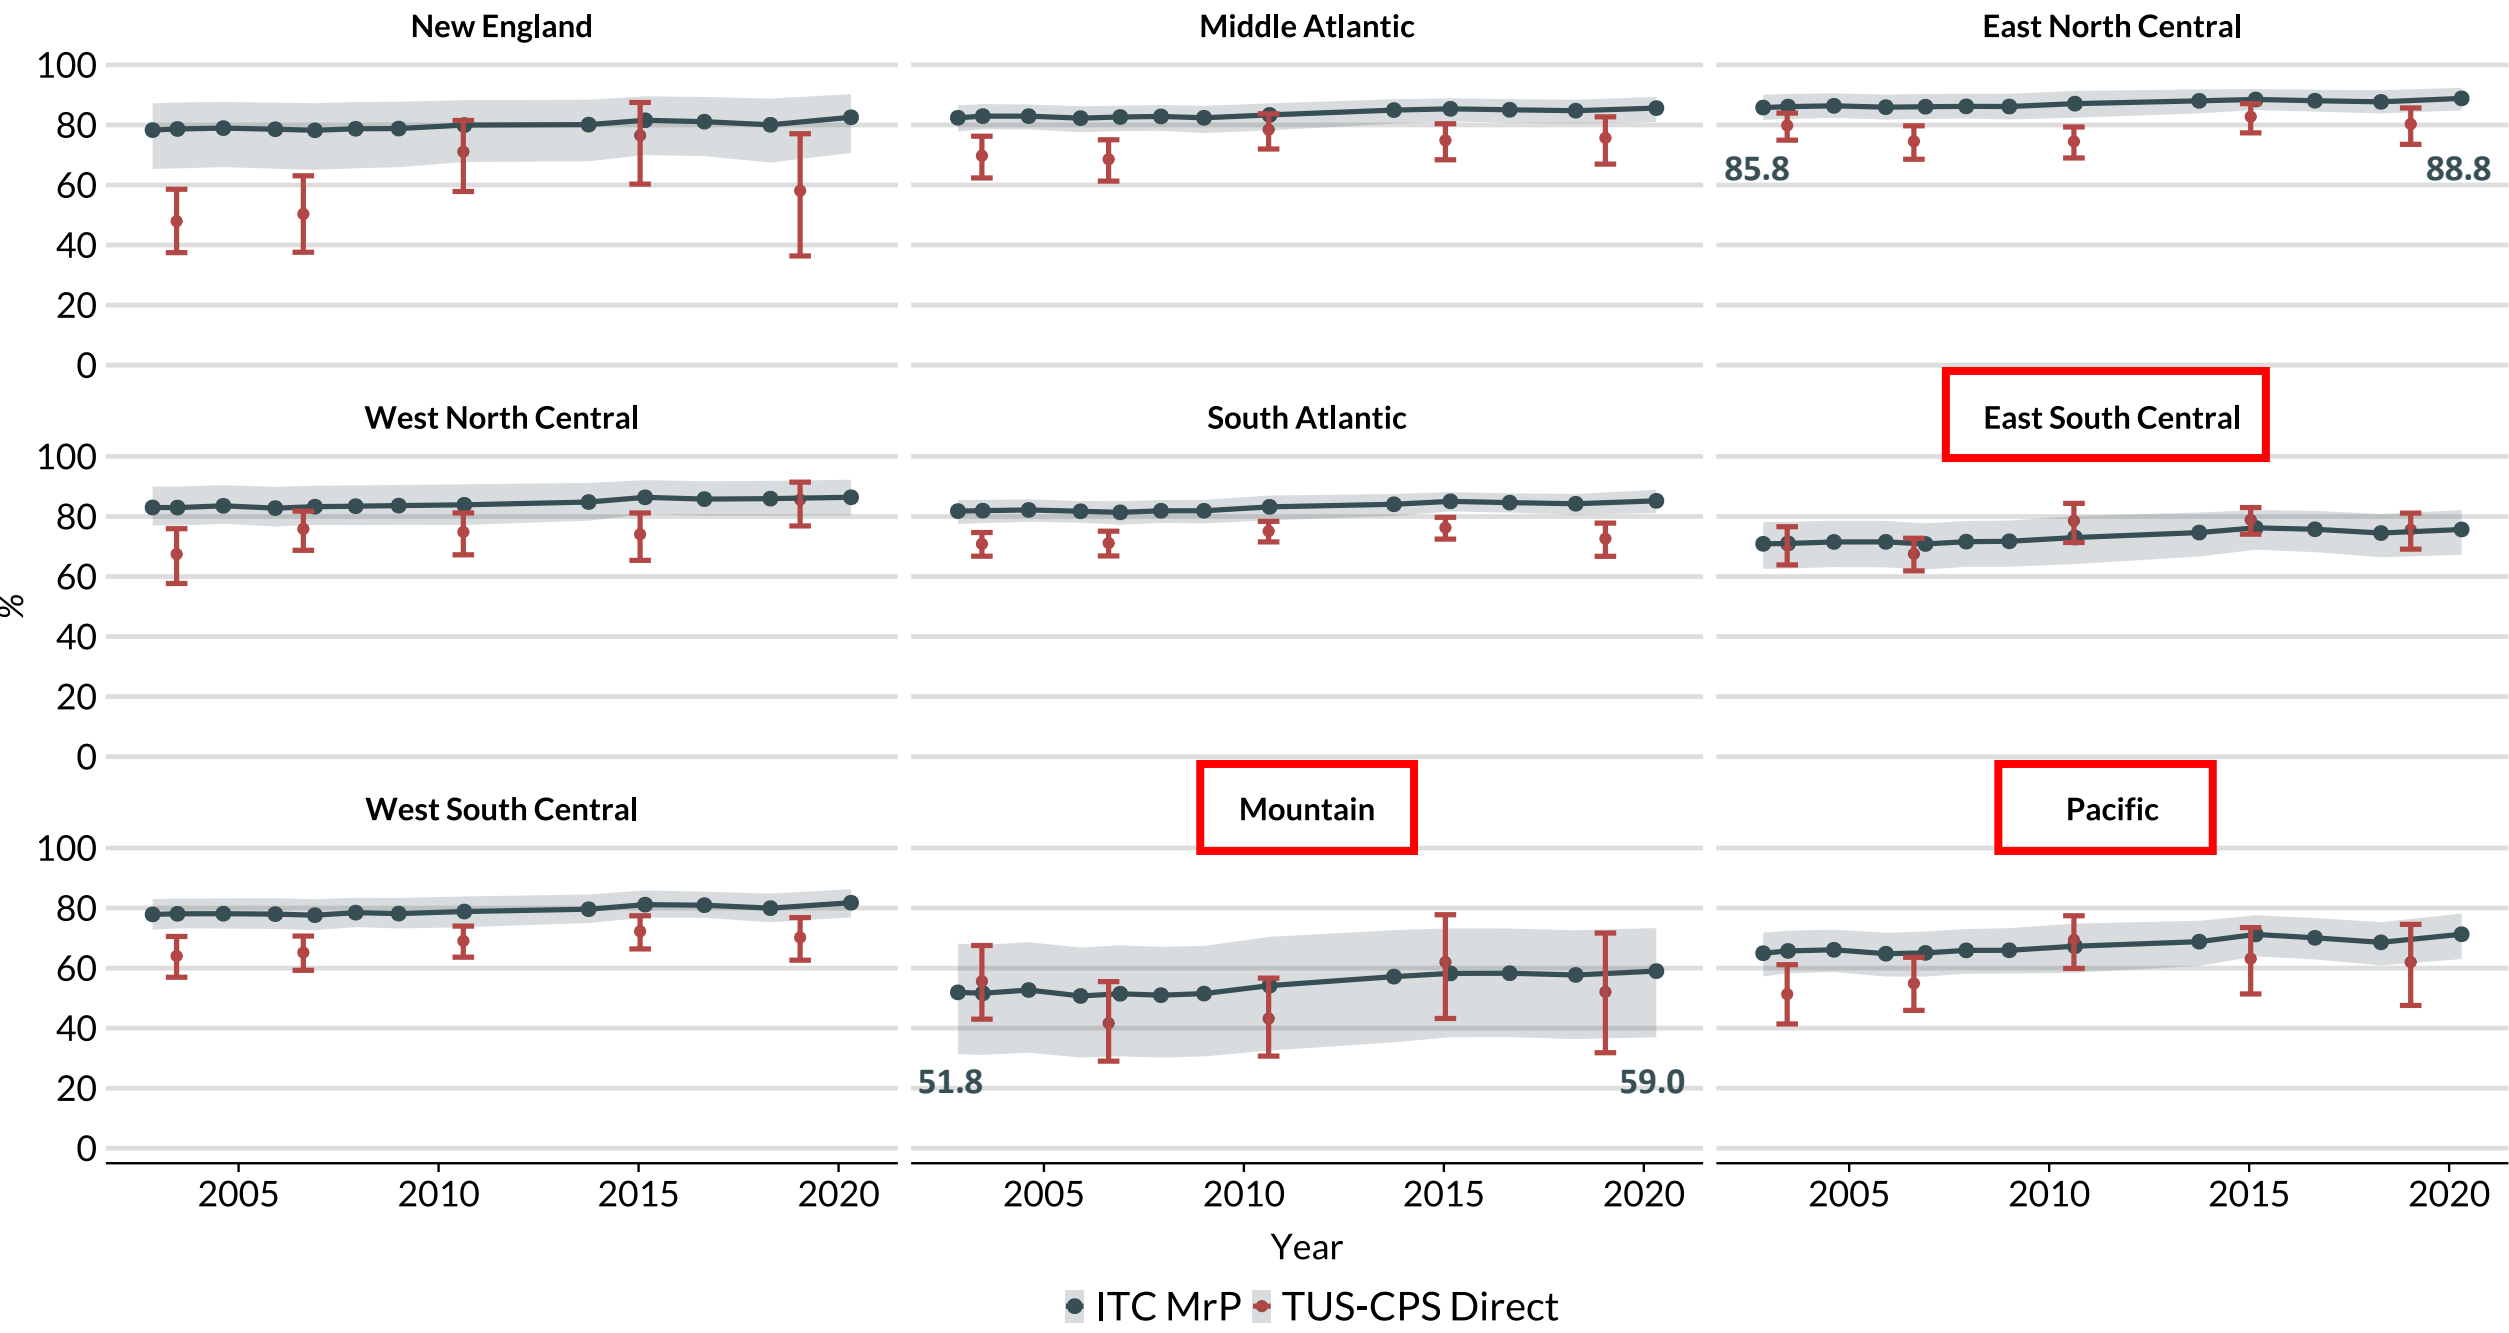 New England
Middle Atlantic
East North Central
100
80
60
40
20
0
85.8
88.8
West North Central
South Atlantic
East South Central
100
80
60
40
20
0
%
West South Central
Mountain
Pacific
100
80
60
40
20
0
51.8
59.0
2005 2010 2015 2020
2005 2010 2015 2020
2005 2010 2015 2020
Year
ITC MrP TUS-CPS Direct